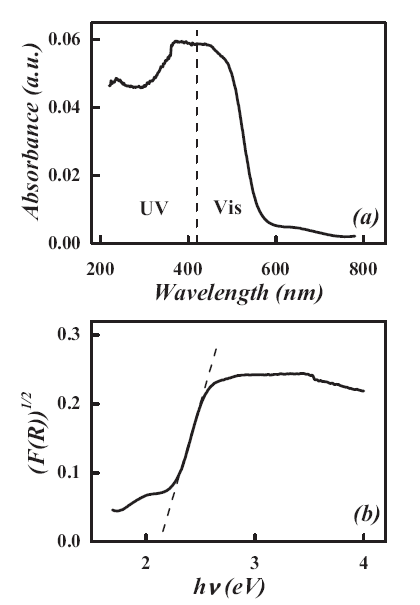 0.06
0.04
0.02
0.00
Absorbance (a.u.)
UV
Vis
(a)
200
400
600
800
Wavelength (nm)
0.3
0.2
0.1
0.0
(F(R))^1/2
(b)
2
3
4
hν (eV)